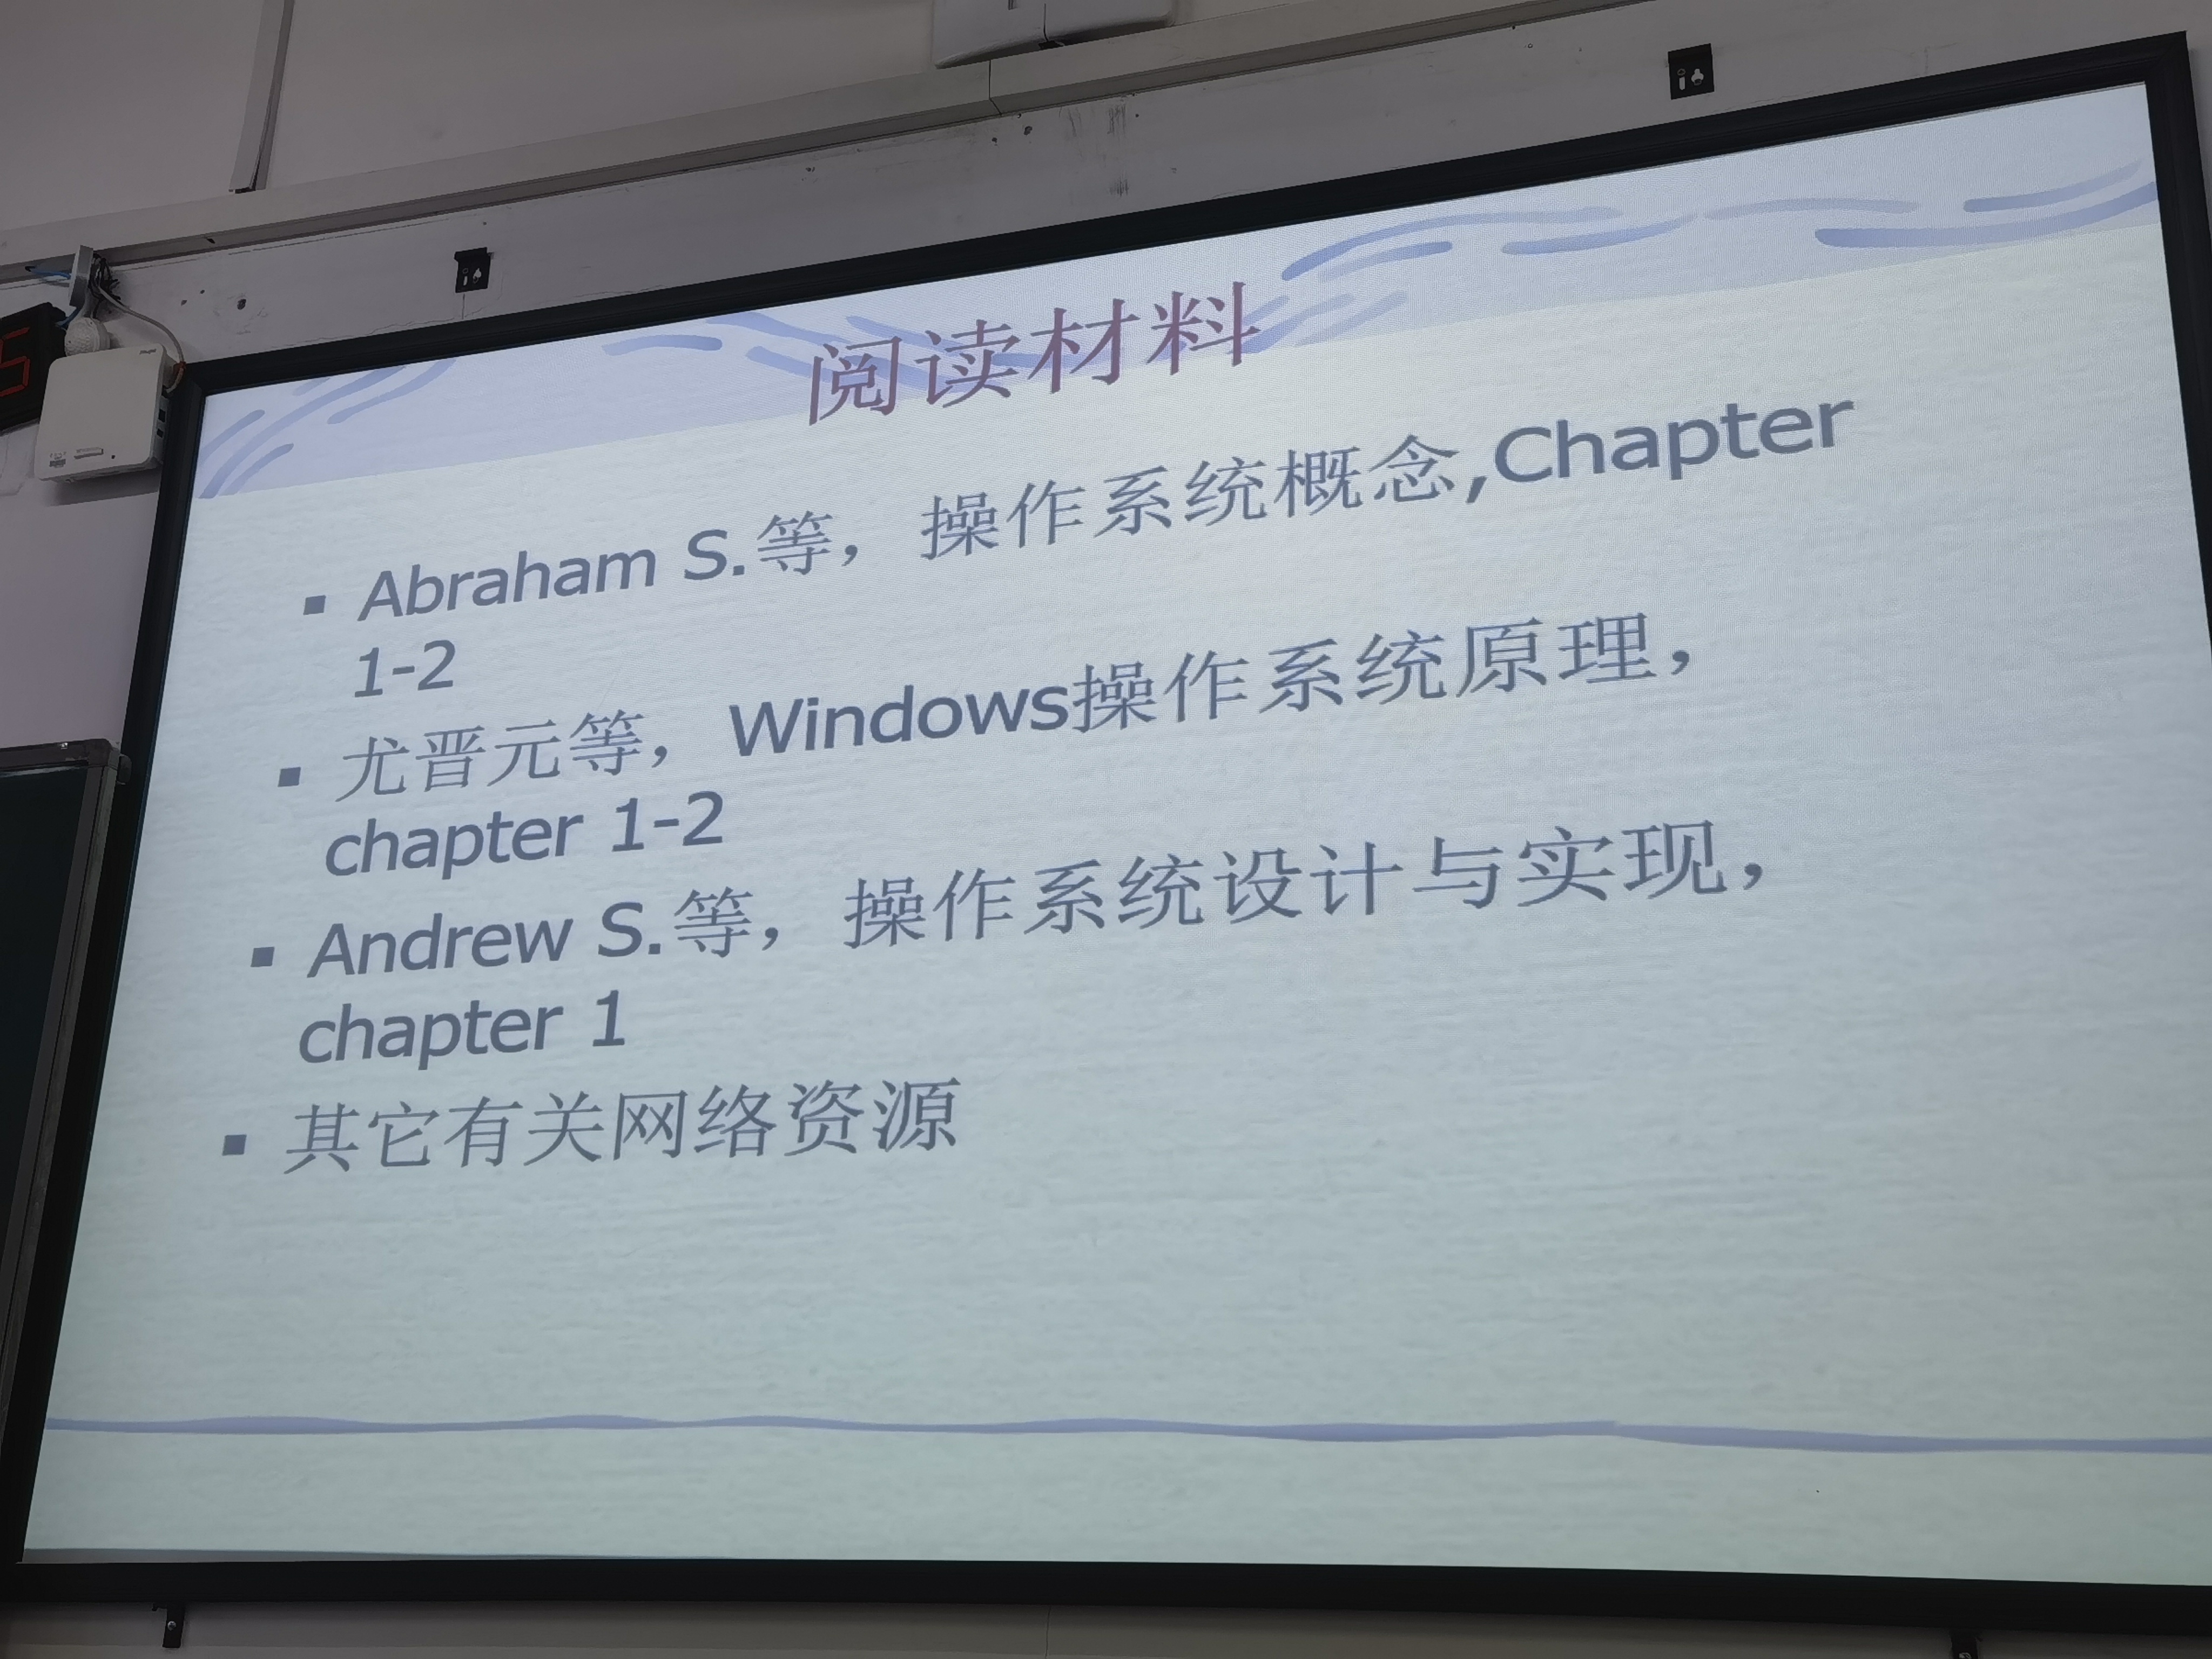 阅读材料
▪ Abraham S.等，操作系统概念,Chapter
1-2
▪ 尤晋元等，Windows操作系统原理，
chapter 1-2
▪ Andrew S.等，操作系统设计与实现，
chapter 1
▪ 其它有关网络资源
5